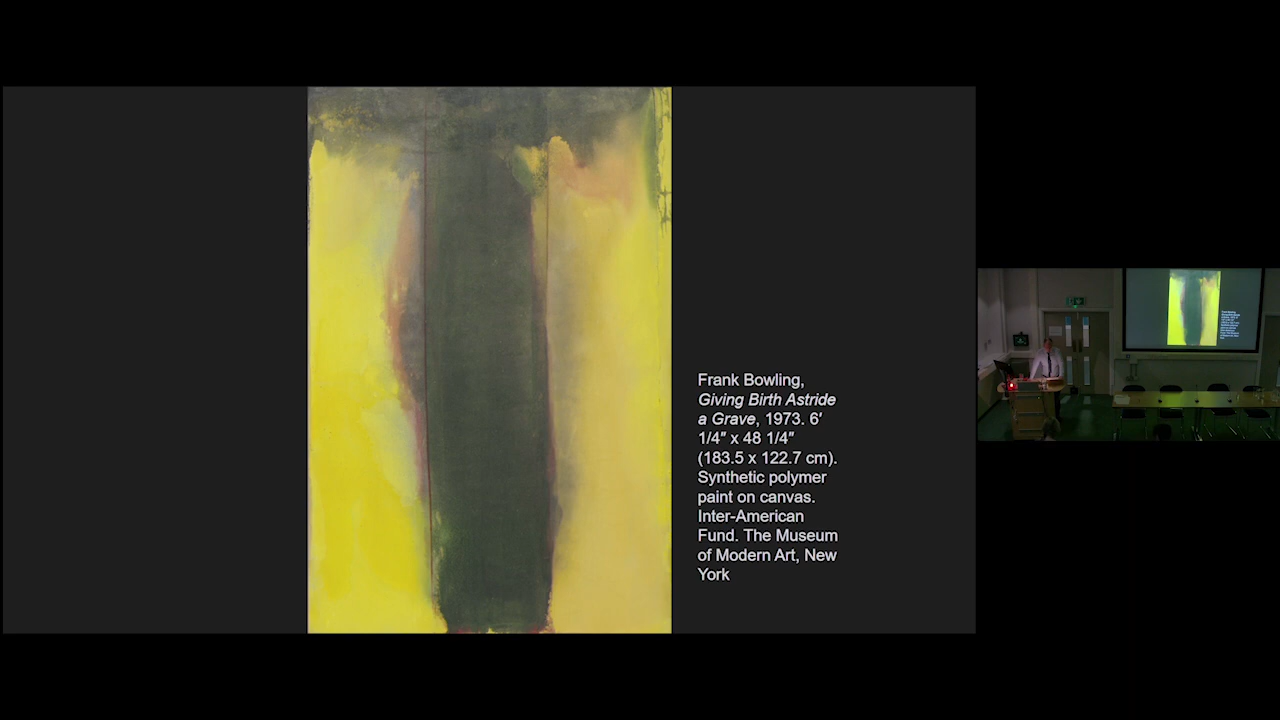 Frank Bowling,
Giving Birth Astride
a Grave, 1973. 6′
1/4″ x 48 1/4″
(183.5 x 122.7 cm).
Synthetic polymer
paint on canvas.
Inter-American
Fund. The Museum
of Modern Art, New
York